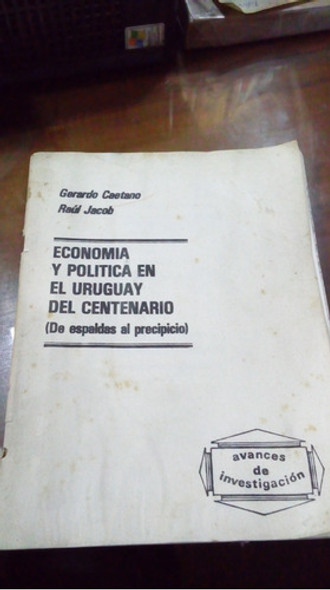 Gerardo Caetano
Raúl Jacob
ECONOMIA
Y POLITICA EN
EL URUGUAY
DEL CENTENARIO
(De espaldas al precipicio)
avances
de
investigación